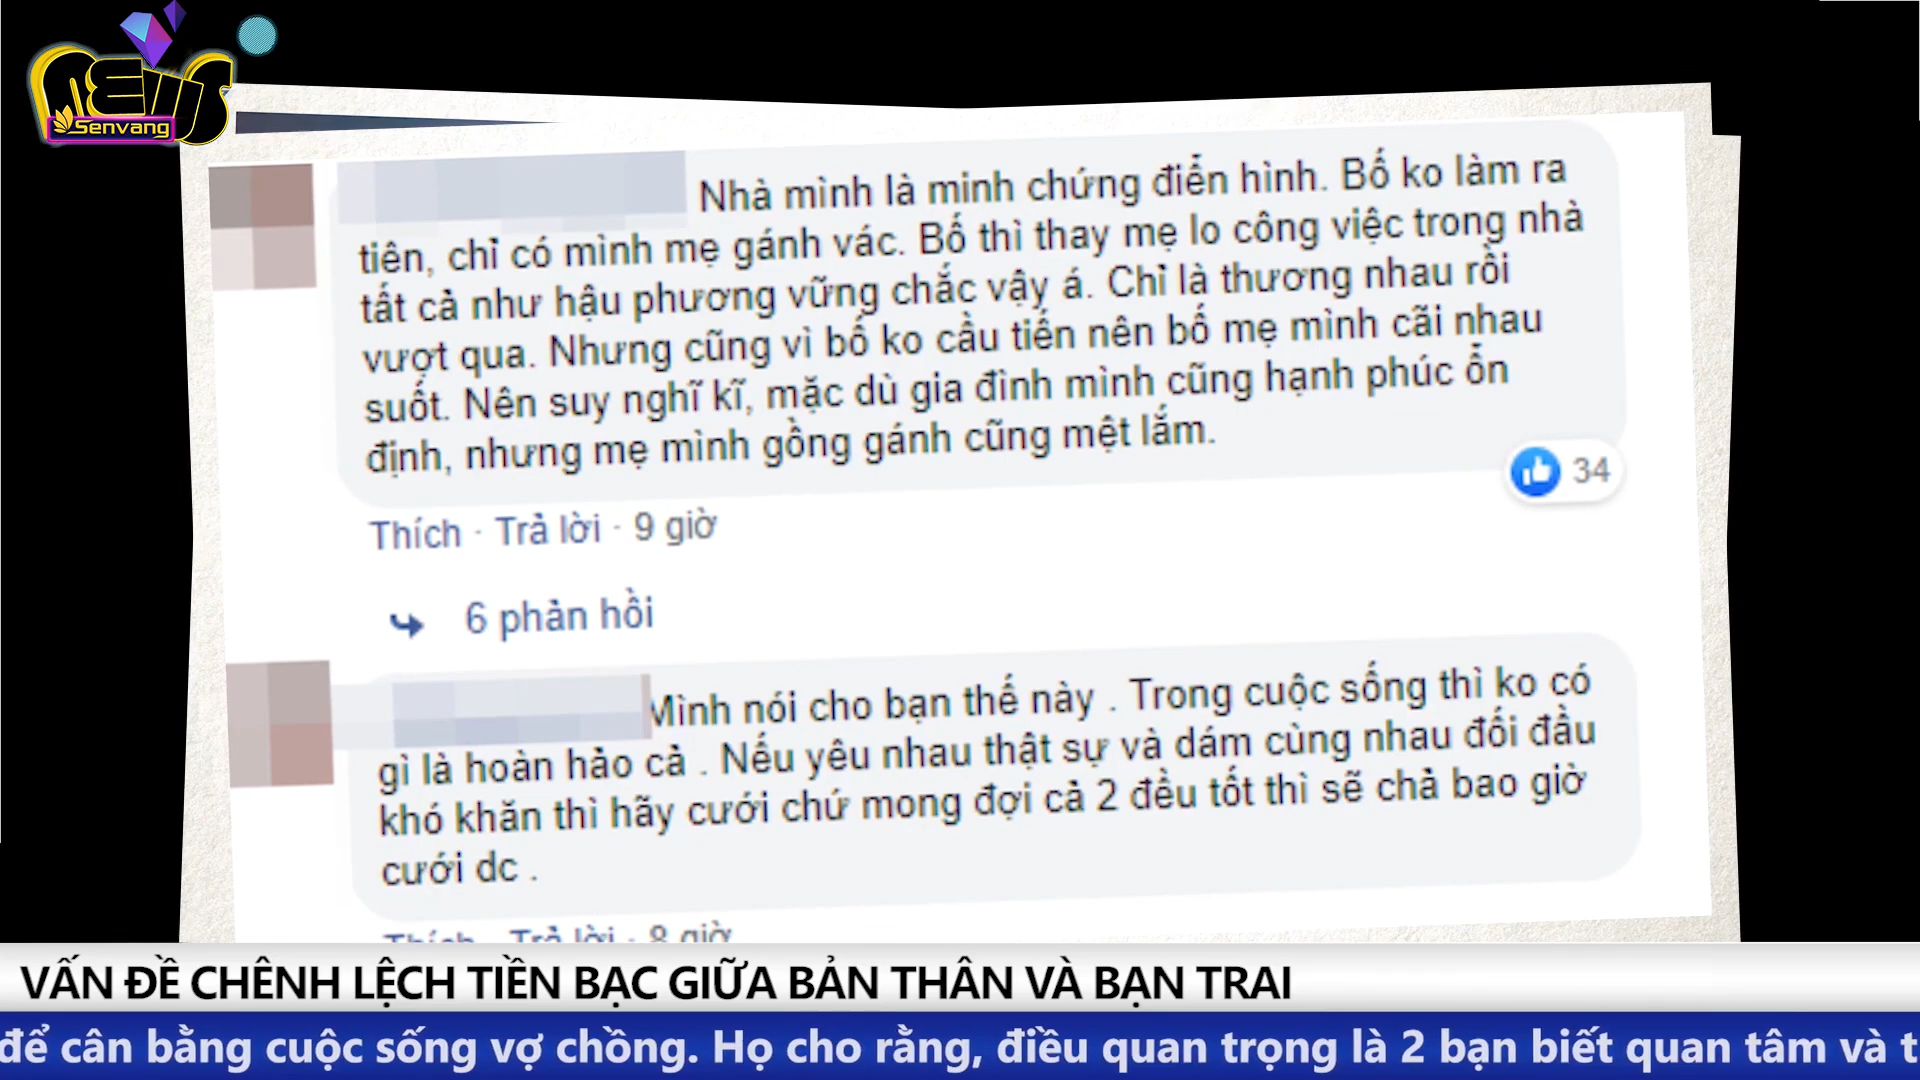 NEWS
Senvang
Nhà mình là minh chứng điển hình. Bố ko làm ra
tiên, chỉ có mình mẹ gánh vác. Bố thì thay mẹ lo công việc trong nhà
tất cả như hậu phương vững chắc vậy á. Chỉ là thương nhau rồi
vượt qua. Nhưng cũng vì bố ko cầu tiến nên bố mẹ mình cãi nhau
suốt. Nên suy nghĩ kĩ, mặc dù gia đình mình cũng hạnh phúc ổn
định, nhưng mẹ mình gồng gánh cũng mệt lắm.
34
Thích · Trả lời · 9 giờ
6 phản hồi
Mình nói cho bạn thế này . Trong cuộc sống thì ko có
gì là hoàn hảo cả . Nếu yêu nhau thật sự và dám cùng nhau đối đầu
khó khăn thì hãy cưới chứ mong đợi cả 2 đều tốt thì sẽ chả bao giờ
cưới dc .
Thích · Trả lời · 8 giờ
VẤN ĐỀ CHÊNH LỆCH TIỀN BẠC GIỮA BẢN THÂN VÀ BẠN TRAI
để cân bằng cuộc sống vợ chồng. Họ cho rằng, điều quan trọng là 2 bạn biết quan tâm và t